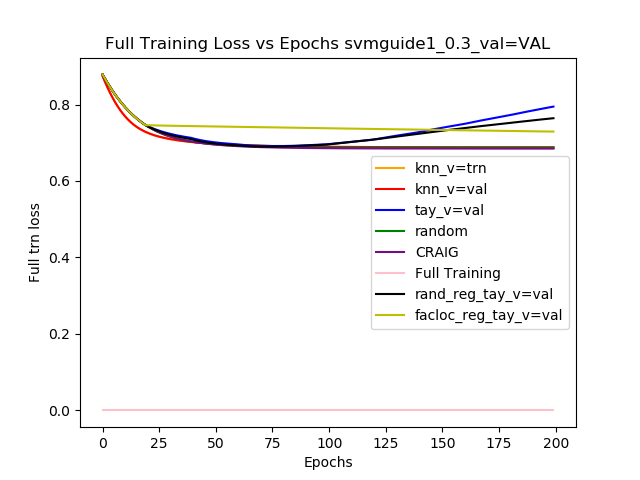 Full Training Loss vs Epochs svmguide1_0.3_val=VAL
Full trn loss
0.8
0.6
0.4
0.2
0.0
knn_v=trn
knn_v=val
tay_v=val
random
CRAIG
Full Training
rand_reg_tay_v=val
facloc_reg_tay_v=val
0 25 50 75 100 125 150 175 200
Epochs